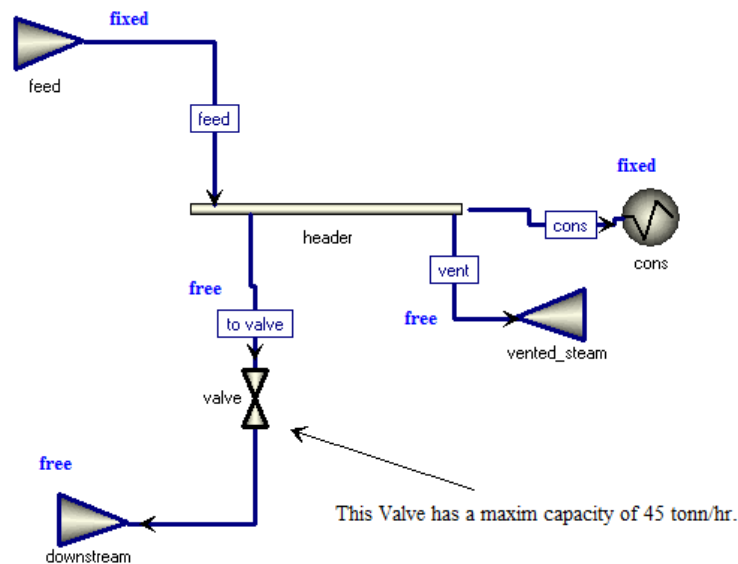 fixed
feed
feed
fixed
header
cons
cons
free
vent
to valve
free
vented_steam
valve
free
This Valve has a maxim capacity of 45 tonn/hr.
downstream